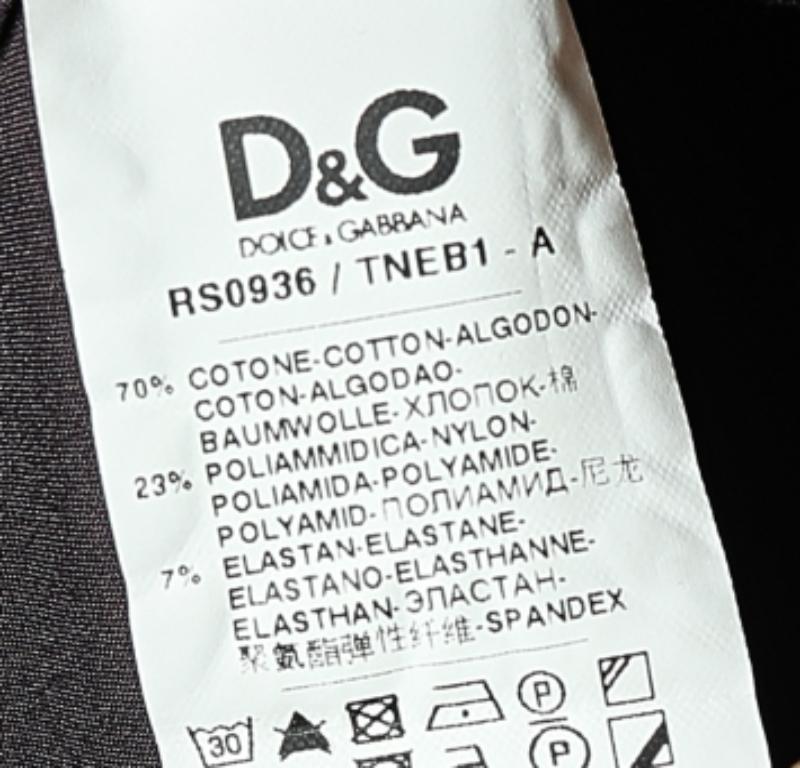 D&G
DOLCE & GABBANA
RS0936 / TNEB1 - A
70% COTONE-COTTON-ALGODON-
COTON-ALGODAO-
BAUMWOLLE-ХЛОПОК-棉
23% POLIAMMIDICA-NYLON-
POLIAMIDA-POLYAMIDE-
POLYAMID-ПОЛИАМИД-尼龙
7% ELASTAN-ELASTANE-
ELASTANO-ELASTHANNE-
ELASTHAN-ЭЛАСТАН-
聚氨酯弹性纤维-SPANDEX
30 P
P